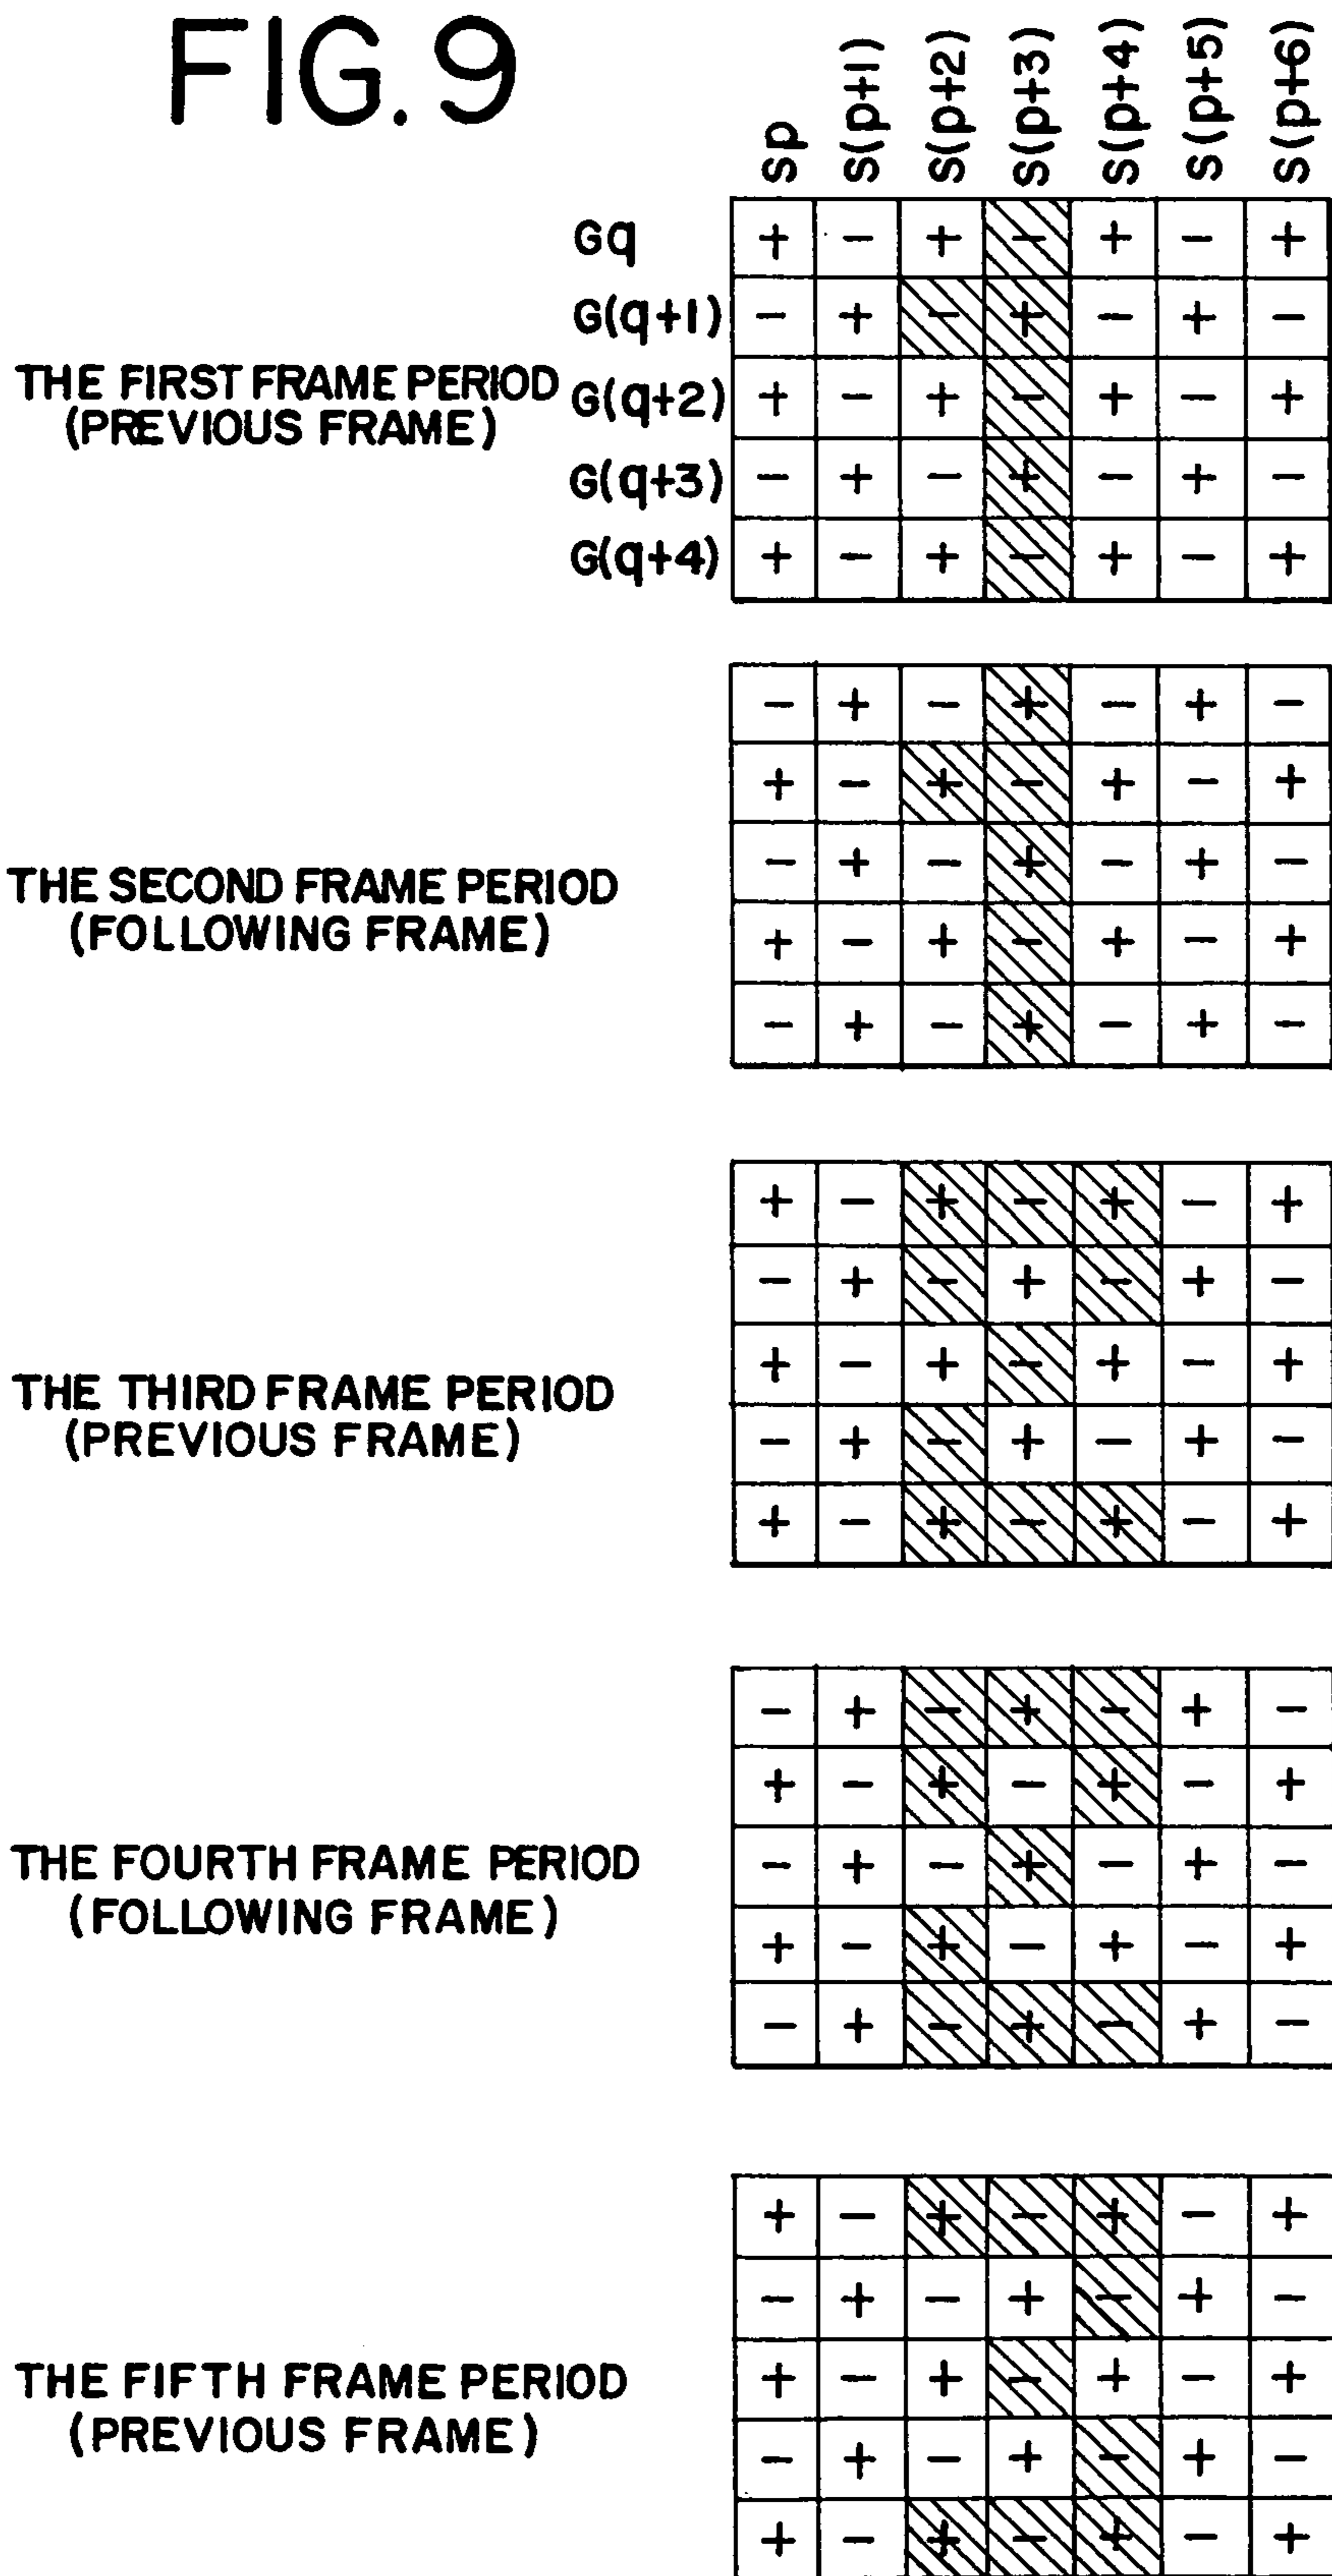 FIG.9
Sp S(p+1) S(p+2) S(p+3) S(p+4) S(p+5) S(p+6)
Gq + - + - + - +
G(q+1) - + - + - + -
THE FIRST FRAME PERIOD
(PREVIOUS FRAME)
G(q+2) + - + - + - +
G(q+3) - + - + - + -
G(q+4) + - + - + - +
- + - + - + -
+ - + - + - +
THE SECOND FRAME PERIOD
(FOLLOWING FRAME)
- + - + - + -
+ - + - + - +
- + - + - + -
+ - + - + - +
- + - + - + -
THE THIRD FRAME PERIOD
(PREVIOUS FRAME)
+ - + - + - +
- + - + - + -
+ - + - + - +
- + - + - + -
+ - + - + - +
THE FOURTH FRAME PERIOD
(FOLLOWING FRAME)
- + - + - + -
+ - + - + - +
- + - + - + -
+ - + - + - +
- + - + - + -
THE FIFTH FRAME PERIOD
(PREVIOUS FRAME)
+ - + - + - +
- + - + - + -
+ - + - + - +